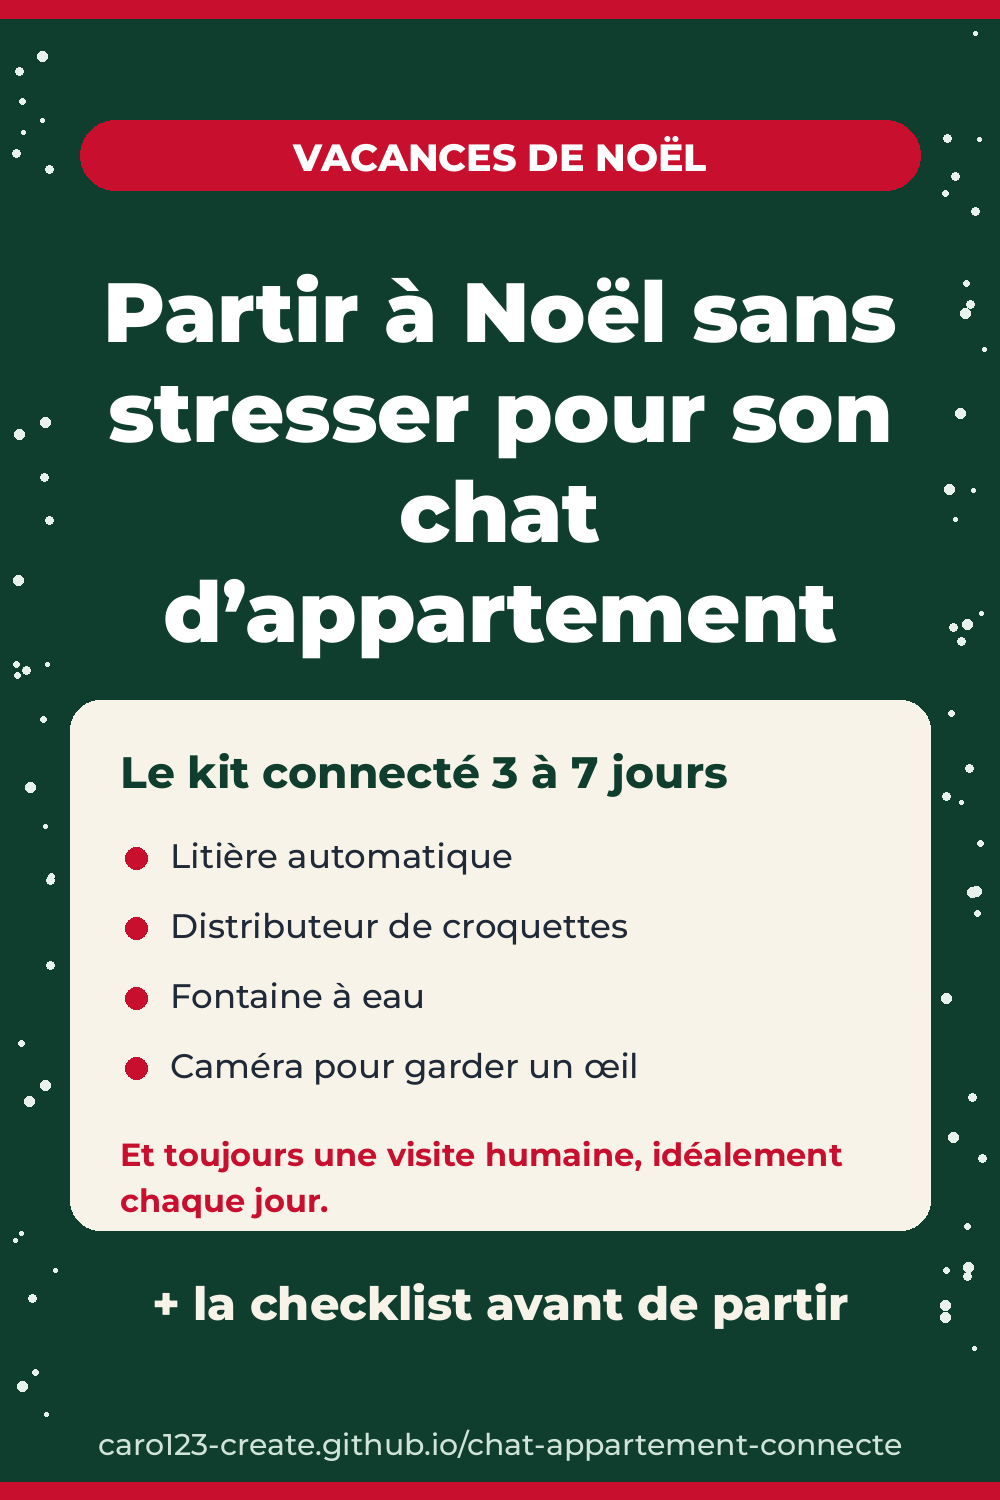 VACANCES DE NOËL
Partir à Noël sans
stresser pour son
chat
d’appartement
Le kit connecté 3 à 7 jours
Litière automatique
Distributeur de croquettes
Fontaine à eau
Caméra pour garder un œil
Et toujours une visite humaine, idéalement
chaque jour.
+ la checklist avant de partir
caro123-create.github.io/chat-appartement-connecte